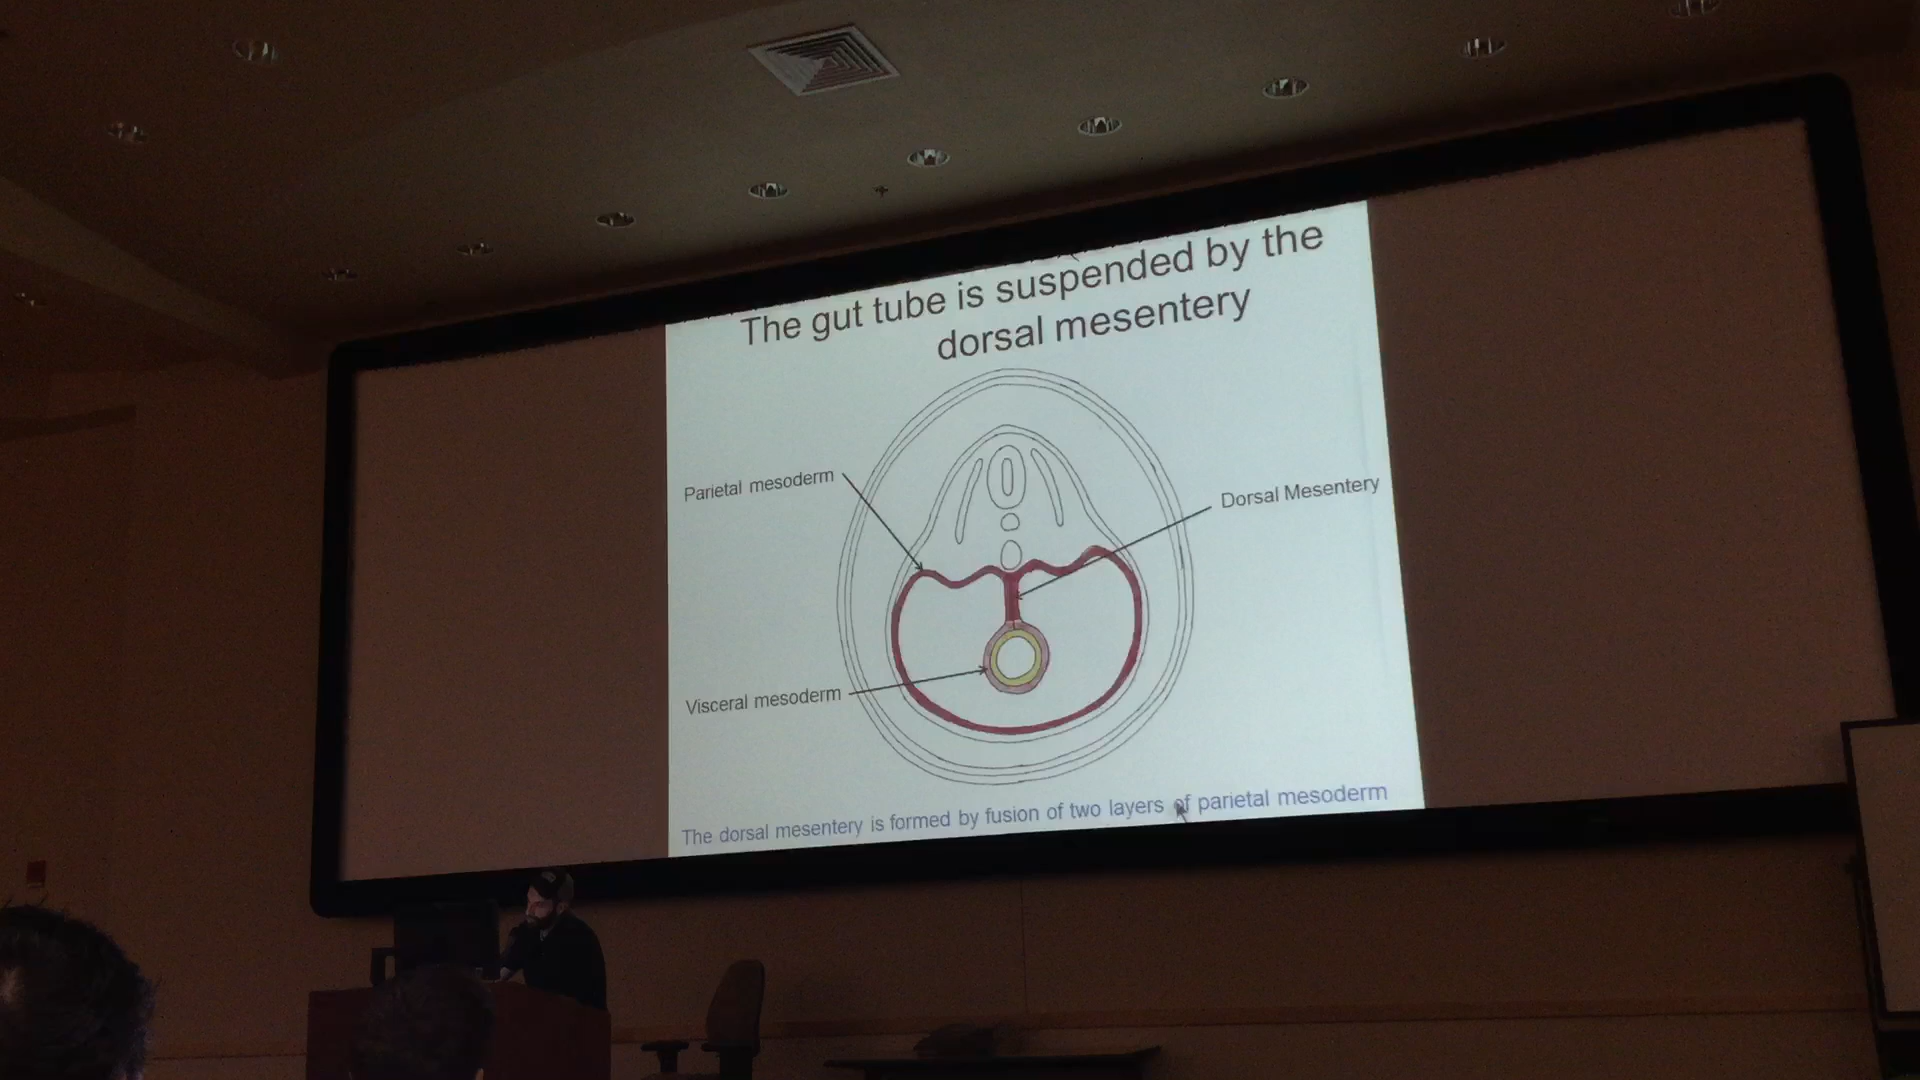 The gut tube is suspended by the
dorsal mesentery
Parietal mesoderm
Dorsal Mesentery
Visceral mesoderm
The dorsal mesentery is formed by fusion of two layers of parietal mesoderm